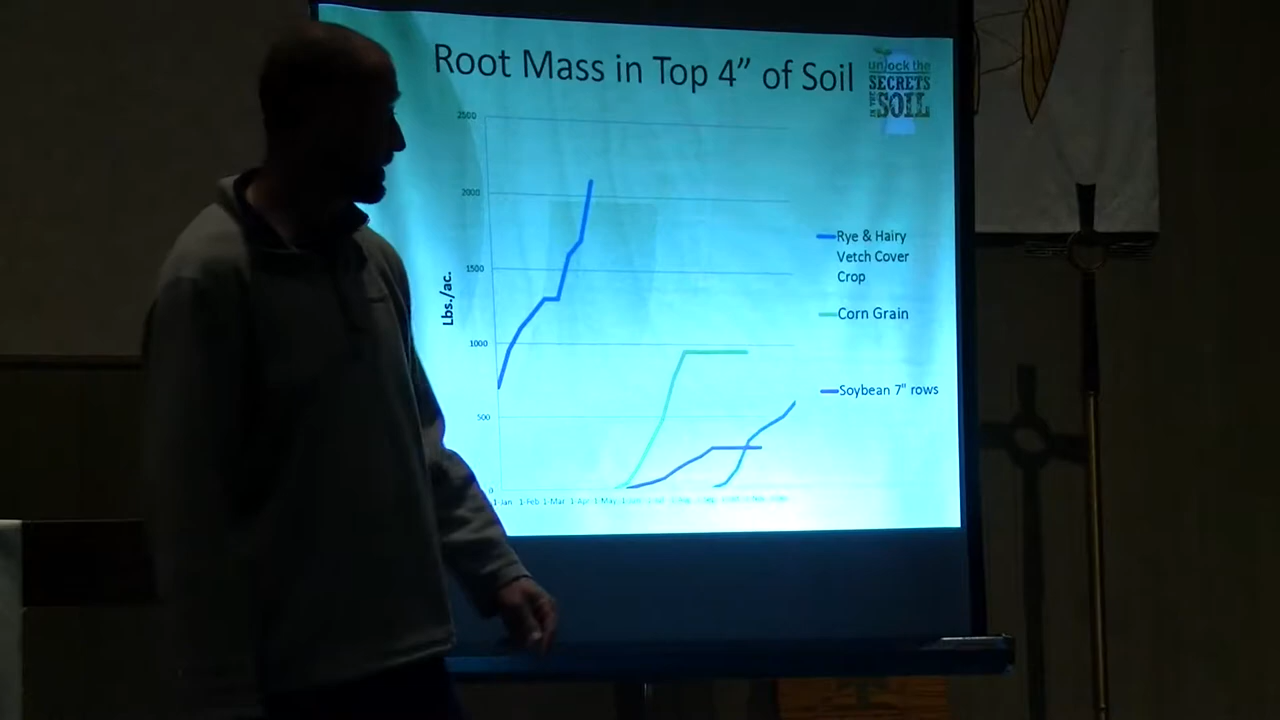 Root Mass in Top 4” of Soil
unlock the
SECRETS
IN THE
SOIL
2500
2000
1500
1000
500
0
Lbs./ac.
1-Jan 1-Feb 1-Mar 1-Apr 1-May
Rye & Hairy
Vetch Cover
Crop
Corn Grain
Soybean 7" rows